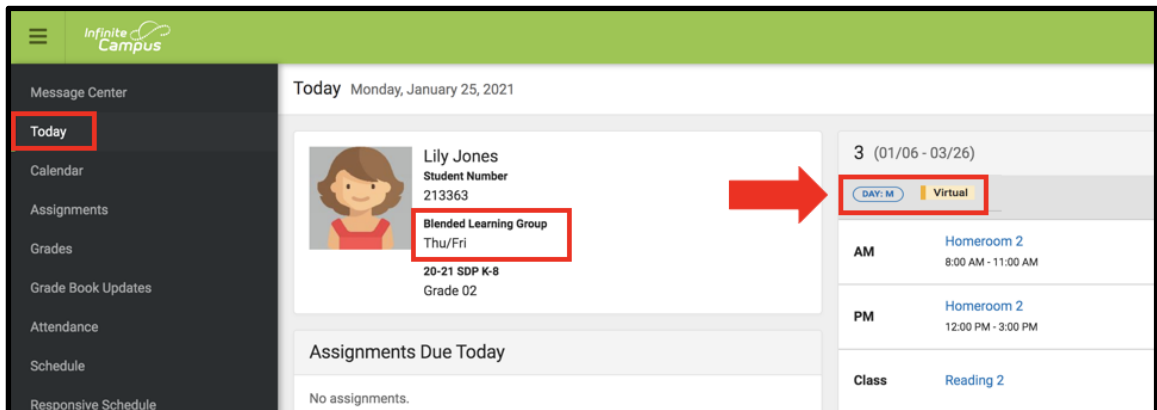 Infinite
Campus
Message Center
Today
Calendar
Assignments
Grades
Grade Book Updates
Attendance
Schedule
Responsive Schedule
Today Monday, January 25, 2021
Lily Jones
Student Number
213363
Blended Learning Group
Thu/Fri
20-21 SDP K-8
Grade 02
Assignments Due Today
No assignments.
3 (01/06 - 03/26)
DAY: M Virtual
AM Homeroom 2
8:00 AM - 11:00 AM
PM Homeroom 2
12:00 PM - 3:00 PM
Class Reading 2